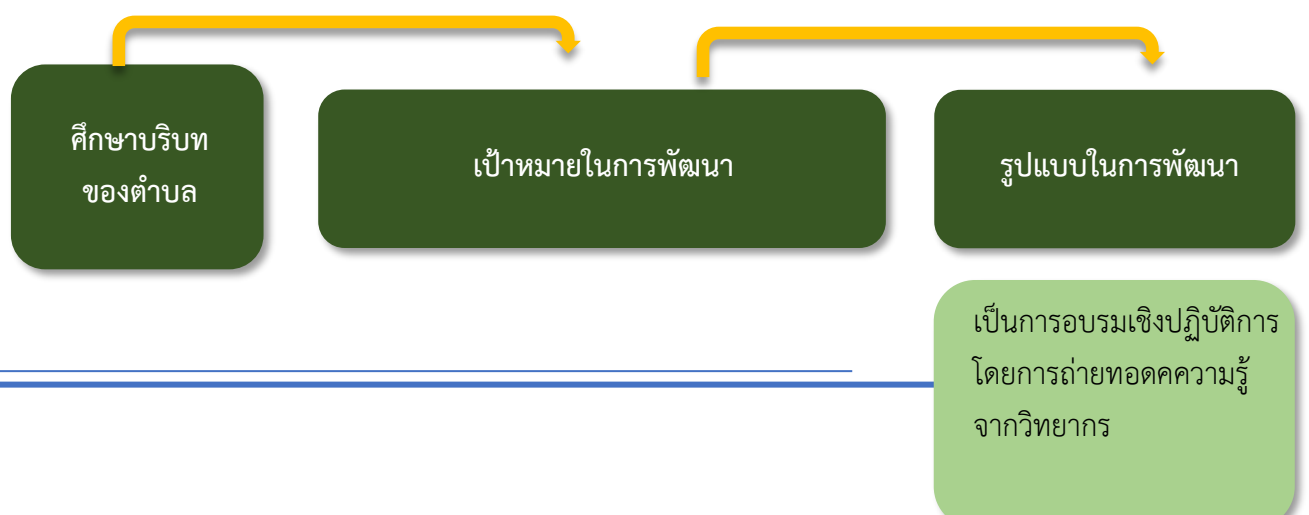 ศึกษาบริบท
ของตำบล
เป้าหมายในการพัฒนา
รูปแบบในการพัฒนา
เป็นการอบรมเชิงปฏิบัติการ
โดยการถ่ายทอดคความรู้
จากวิทยากร